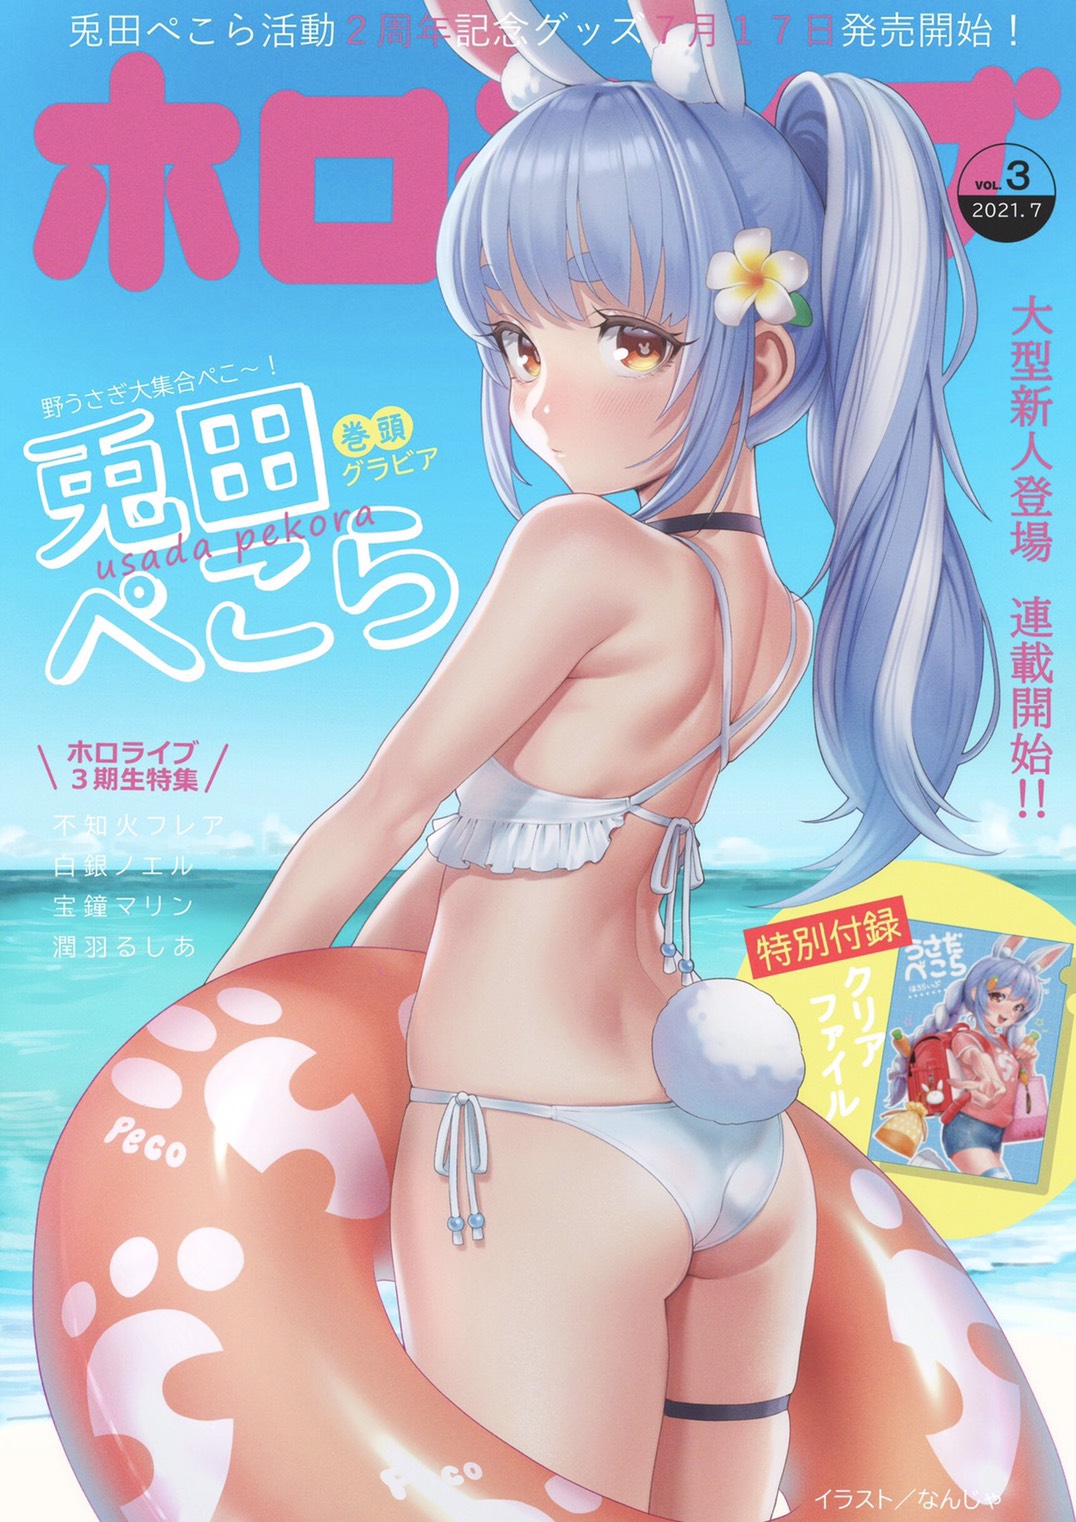 兎田ぺこら活動2周年記念グッズ7月17日発売開始！
ホロライブ
VOL.3
2021.7
大型新人登場 連載開始!!
野うさぎ大集合ぺこ～！
兎田
ぺこら
usada pekora
巻頭
グラビア
\ホロライブ
3期生特集/
不知火フレア
白銀ノエル
宝鐘マリン
潤羽るしあ
特別付録
クリア
ファイル
うさだ
ぺこら
Peco
Peco
イラスト／なんじゃ